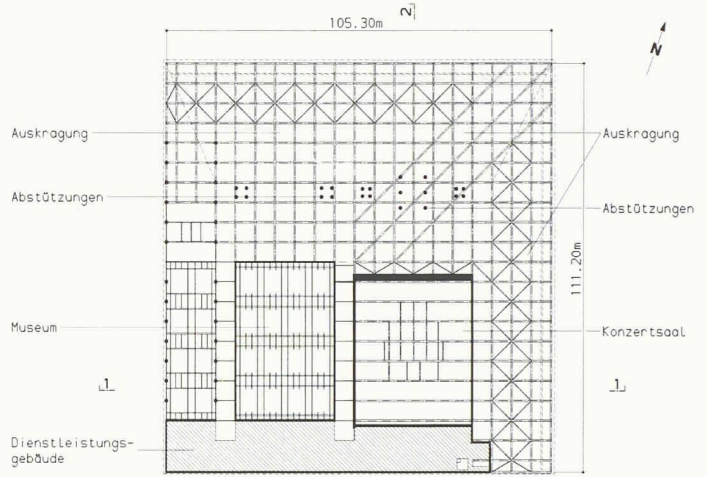 2
105.30m
N
Auskragung
Auskragung
Abstützungen
Abstützungen
111.20m
Museum
Konzertsaal
1
1
Dienstleistungs-
gebäude